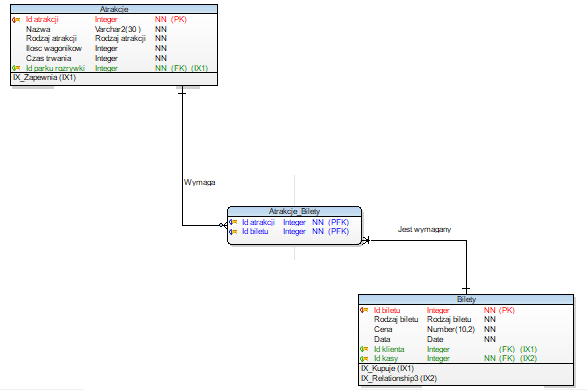 Atrakcje
Id atrakcji Integer NN (PK)
Nazwa Varchar2(30 ) NN
Rodzaj atrakcji Rodzaj atrakcji NN
Ilosc wagonikow Integer NN
Czas trwania Integer NN
Id parku rozrywki Integer NN (FK) (IX1)
IX_Zapewnia (IX1)
Wymaga
Atrakcje_Bilety
Id atrakcji Integer NN (PFK)
Id biletu Integer NN (PFK)
Jest wymagany
Bilety
Id biletu Integer NN (PK)
Rodzaj biletu Rodzaj biletu NN
Cena Number(10,2) NN
Data Date NN
Id klienta Integer (FK) (IX1)
Id kasy Integer NN (FK) (IX2)
IX_Kupuje (IX1)
IX_Relationship3 (IX2)